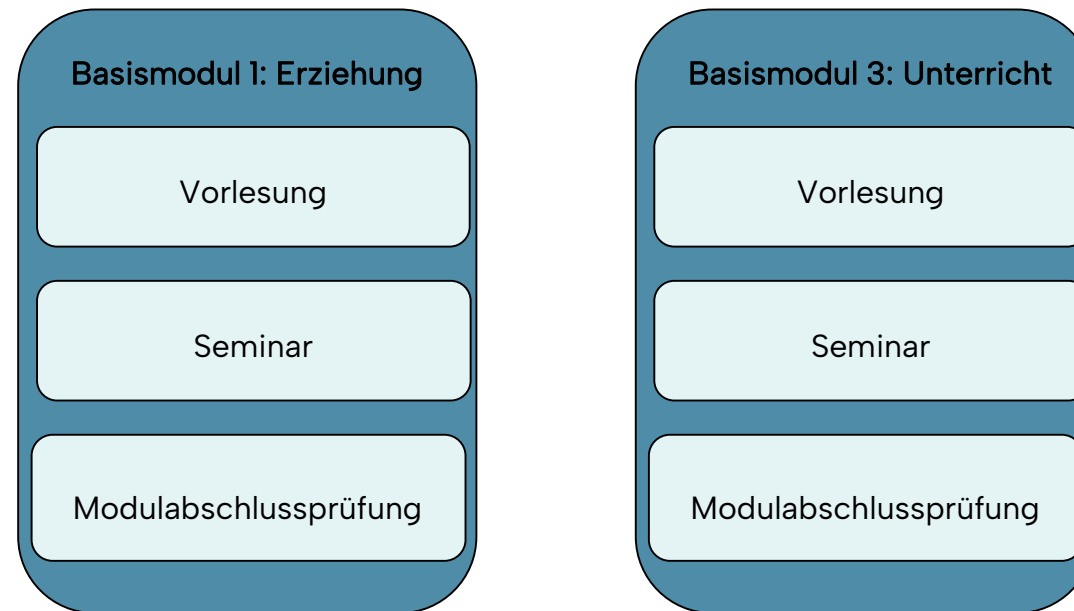 Basismodul 1: Erziehung
Vorlesung
Seminar
Modulabschlussprüfung
Basismodul 3: Unterricht
Vorlesung
Seminar
Modulabschlussprüfung